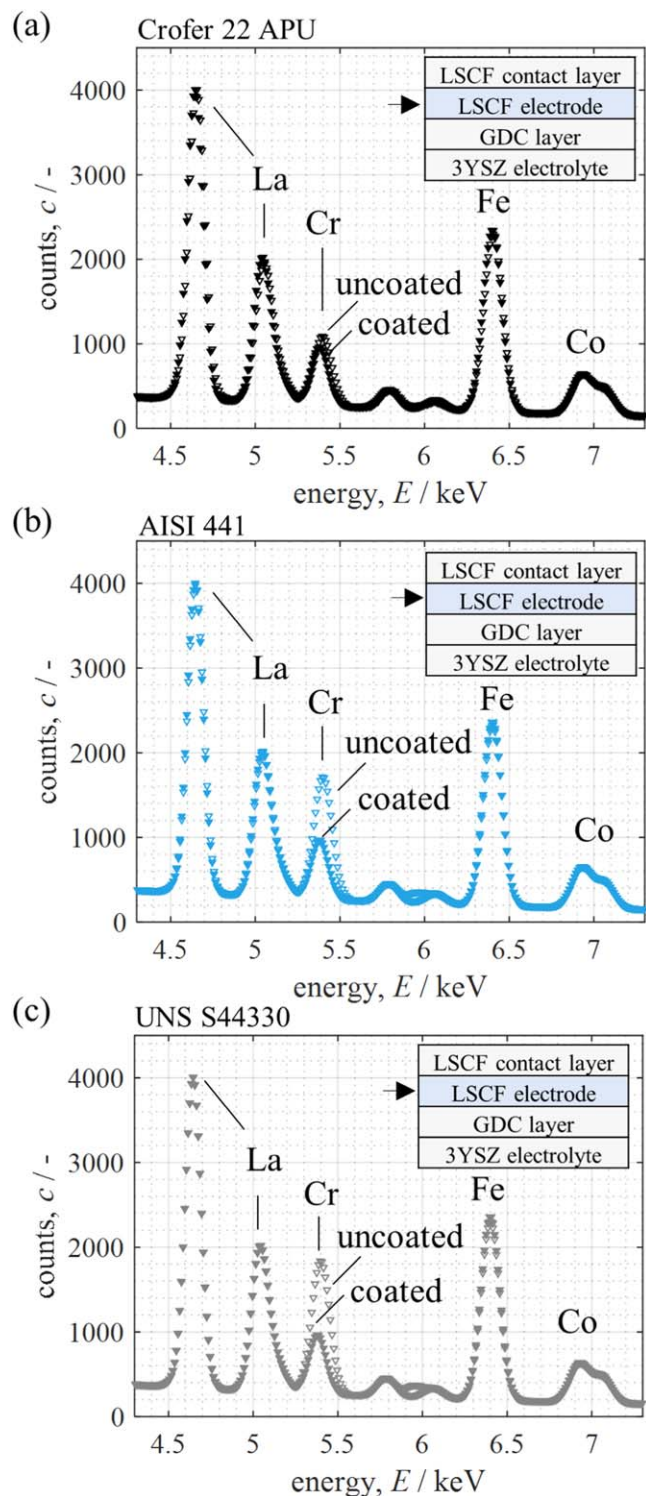 (a)
Crofer 22 APU
LSCF contact layer
LSCF electrode
GDC layer
3YSZ electrolyte
La
Cr
uncoated
coated
Fe
Co
counts, c / -
4000
3000
2000
1000
0
4.5 5 5.5 6 6.5 7
energy, E / keV
(b)
AISI 441
LSCF contact layer
LSCF electrode
GDC layer
3YSZ electrolyte
La
Cr
uncoated
coated
Fe
Co
counts, c / -
4000
3000
2000
1000
0
4.5 5 5.5 6 6.5 7
energy, E / keV
(c)
UNS S44330
LSCF contact layer
LSCF electrode
GDC layer
3YSZ electrolyte
La
Cr
uncoated
coated
Fe
Co
counts, c / -
4000
3000
2000
1000
0
4.5 5 5.5 6 6.5 7
energy, E / keV